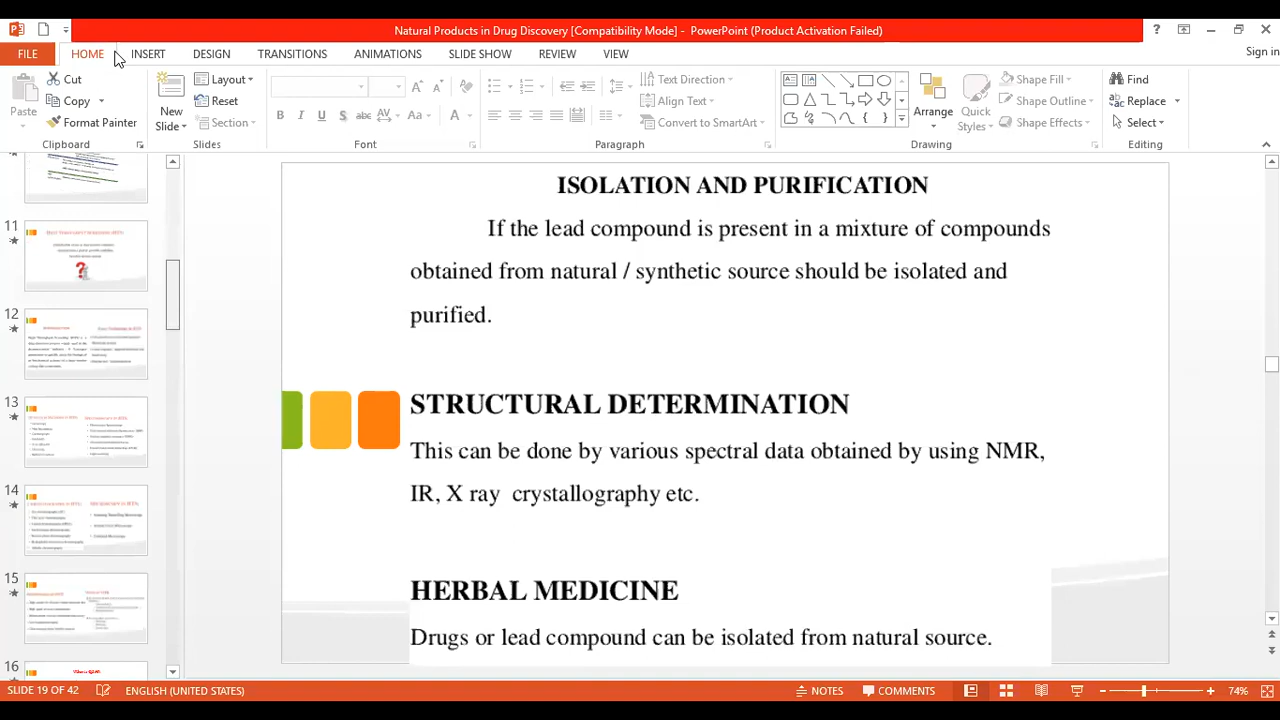 Natural Products in Drug Discovery [Compatibility Mode] - PowerPoint (Product Activation Failed)
?
FILE HOME INSERT DESIGN TRANSITIONS ANIMATIONS SLIDE SHOW REVIEW VIEW
Sign in
Paste
Cut
Copy
Format Painter
Clipboard
New
Slide
Layout
Reset
Section
Slides
B I U S abc AV Aa A
Font
Text Direction
Align Text
Convert to SmartArt
Paragraph
Arrange
Quick
Styles
Shape Fill
Shape Outline
Shape Effects
Drawing
Find
Replace
Select
Editing
11
12
13
14
15
16
ISOLATION AND PURIFICATION
If the lead compound is present in a mixture of compounds
obtained from natural / synthetic source should be isolated and
purified.
STRUCTURAL DETERMINATION
This can be done by various spectral data obtained by using NMR,
IR, X ray crystallography etc.
HERBAL MEDICINE
Drugs or lead compound can be isolated from natural source.
SLIDE 19 OF 42 ENGLISH (UNITED STATES) NOTES COMMENTS 74%